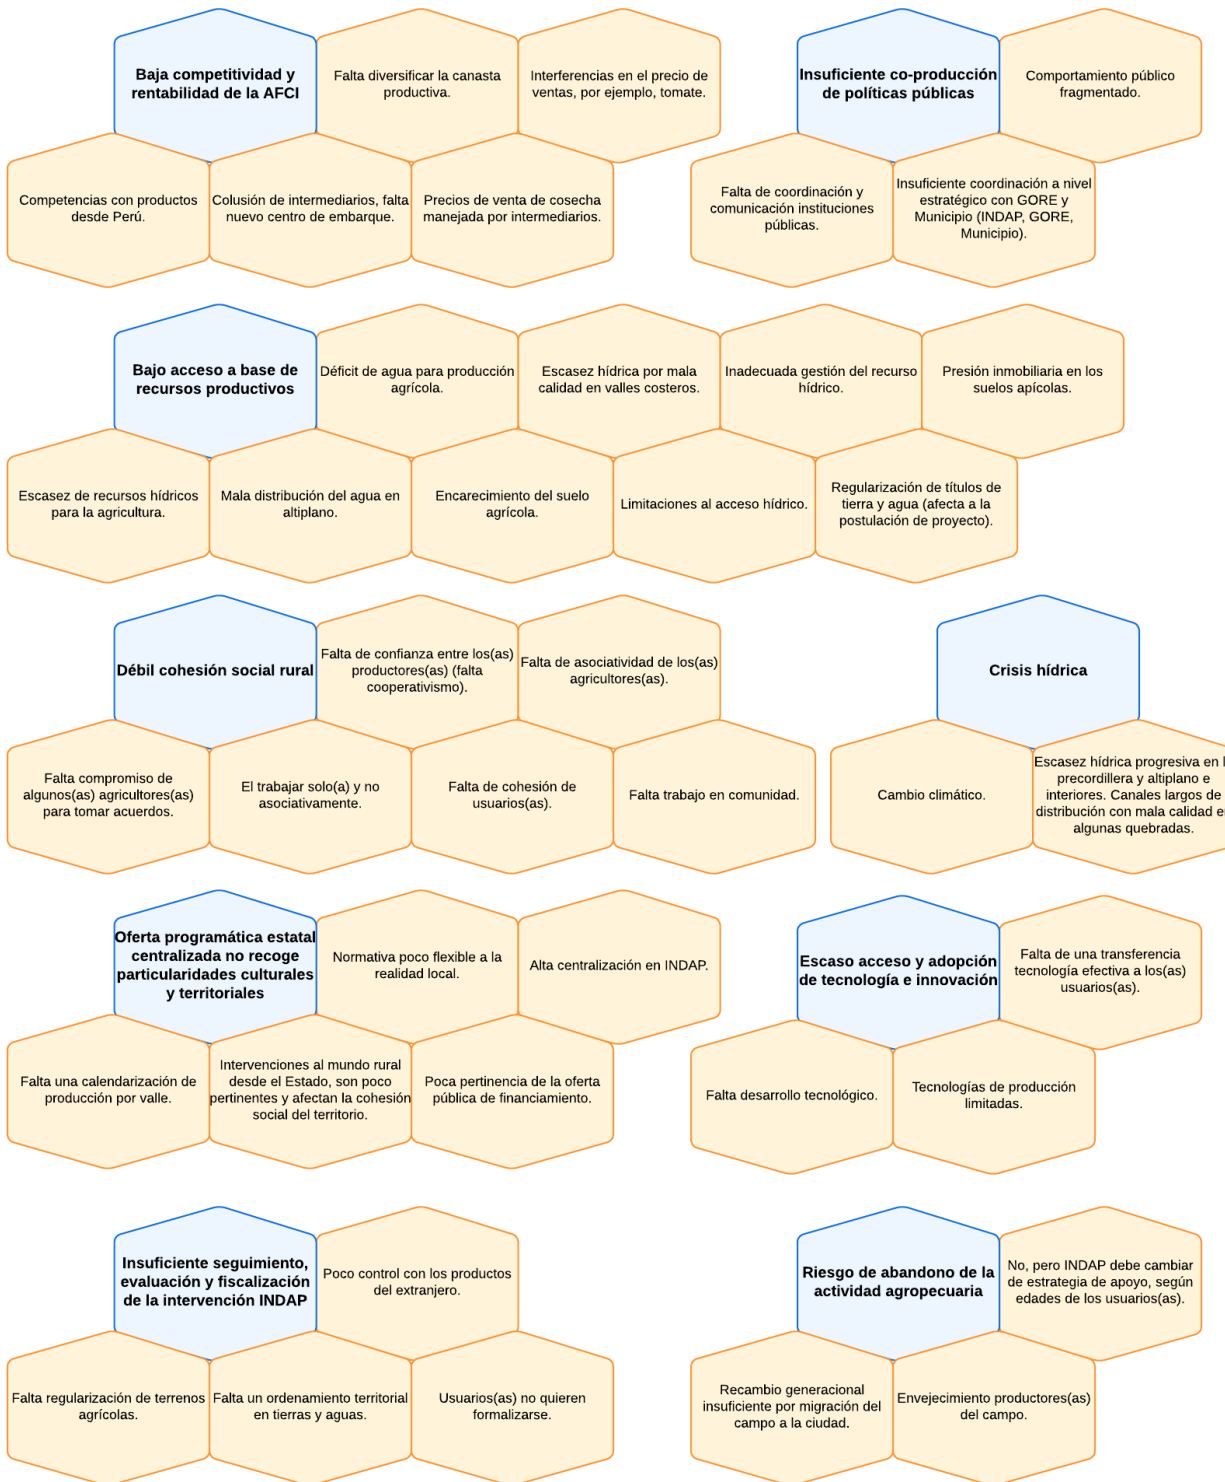 Baja competitividad y
rentabilidad de la AFCI
Falta diversificar la canasta
productiva.
Interferencias en el precio de
ventas, por ejemplo, tomate.
Competencias con productos
desde Perú.
Colusión de intermediarios, falta
nuevo centro de embarque.
Precios de venta de cosecha
manejada por intermediarios.
Insuficiente co-producción
de políticas públicas
Comportamiento público
fragmentado.
Falta de coordinación y
comunicación instituciones
públicas.
Insuficiente coordinación a nivel
estratégico con GORE y
Municipio (INDAP, GORE,
Municipio).
Bajo acceso a base de
recursos productivos
Déficit de agua para producción
agrícola.
Escasez hídrica por mala
calidad en valles costeros.
Inadecuada gestión del recurso
hídrico.
Presión inmobiliaria en los
suelos apícolas.
Escasez de recursos hídricos
para la agricultura.
Mala distribución del agua en
altiplano.
Encarecimiento del suelo
agrícola.
Limitaciones al acceso hídrico.
Regularización de títulos de
tierra y agua (afecta a la
postulación de proyecto).
Débil cohesión social rural
Falta de confianza entre los(as)
productores(as) (falta
cooperativismo).
Falta de asociatividad de los(as)
agricultores(as).
Falta compromiso de
algunos(as) agricultores(as)
para tomar acuerdos.
El trabajar solo(a) y no
asociativamente.
Falta de cohesión de
usuarios(as).
Falta trabajo en comunidad.
Crisis hídrica
Cambio climático.
Escasez hídrica progresiva en
precordillera y altiplano e
interiores. Canales largos de
distribución con mala calidad
algunas quebradas.
Oferta programática estatal
centralizada no recoge
particularidades culturales
y territoriales
Normativa poco flexible a la
realidad local.
Alta centralización en INDAP.
Falta una calendarización de
producción por valle.
Intervenciones al mundo rural
desde el Estado, son poco
pertinentes y afectan la cohesión
social del territorio.
Poca pertinencia de la oferta
pública de financiamiento.
Escaso acceso y adopción
de tecnología e innovación
Falta de una transferencia
tecnología efectiva a los(as)
usuarios(as).
Falta desarrollo tecnológico.
Tecnologías de producción
limitadas.
Insuficiente seguimiento,
evaluación y fiscalización
de la intervención INDAP
Poco control con los productos
del extranjero.
Falta regularización de terrenos
agrícolas.
Falta un ordenamiento territorial
en tierras y aguas.
Usuarios(as) no quieren
formalizarse.
Riesgo de abandono de la
actividad agropecuaria
No, pero INDAP debe cambiar
de estrategia de apoyo, según
edades de los usuarios(as).
Recambio generacional
insuficiente por migración del
campo a la ciudad.
Envejecimiento productores(as)
del campo.